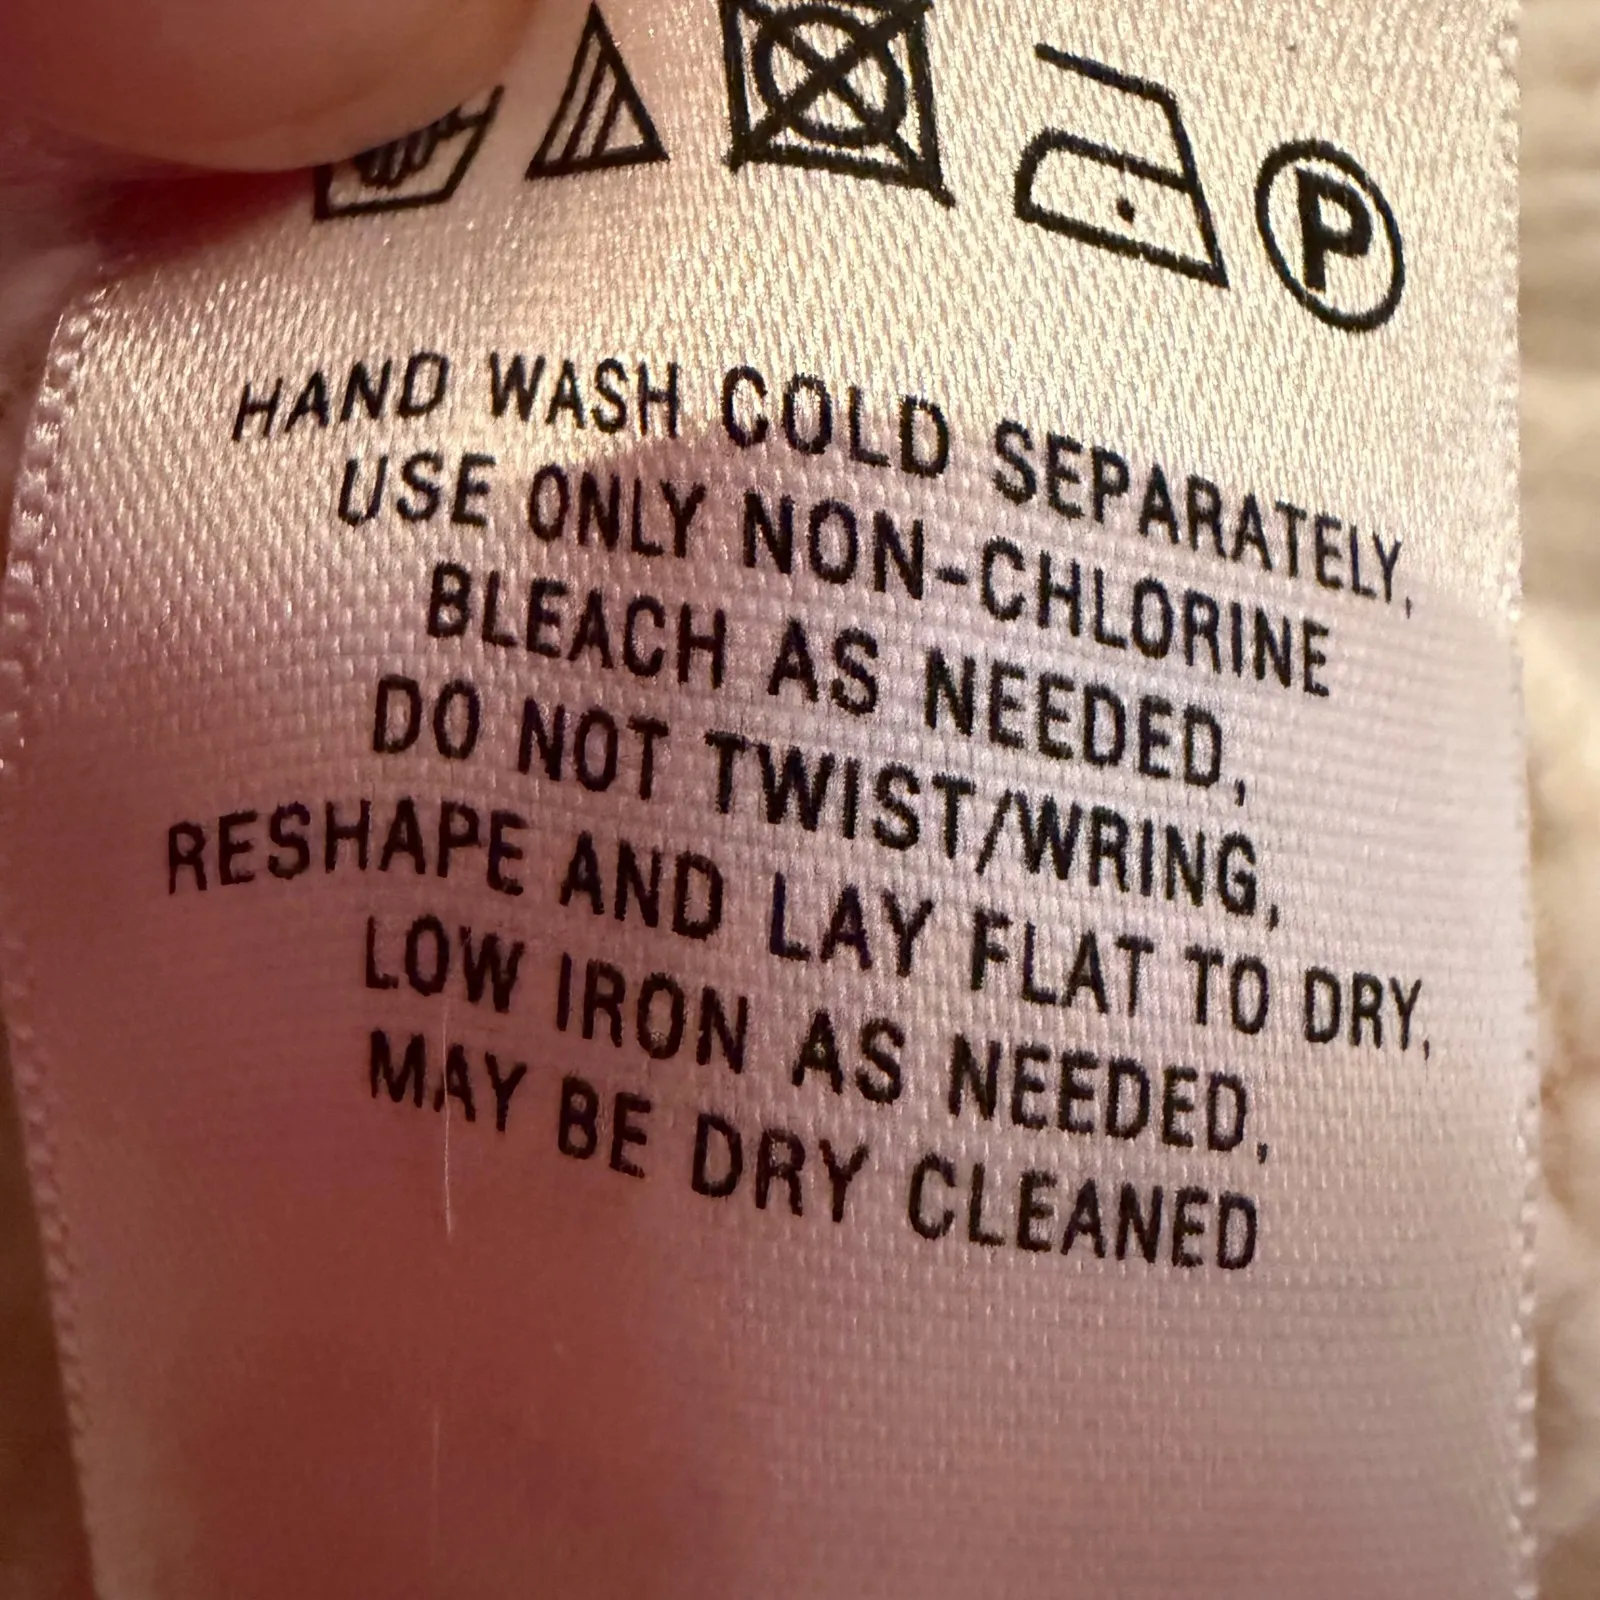 P
HAND WASH COLD SEPARATELY,
USE ONLY NON-CHLORINE
BLEACH AS NEEDED,
DO NOT TWIST/WRING,
RESHAPE AND LAY FLAT TO DRY,
LOW IRON AS NEEDED,
MAY BE DRY CLEANED